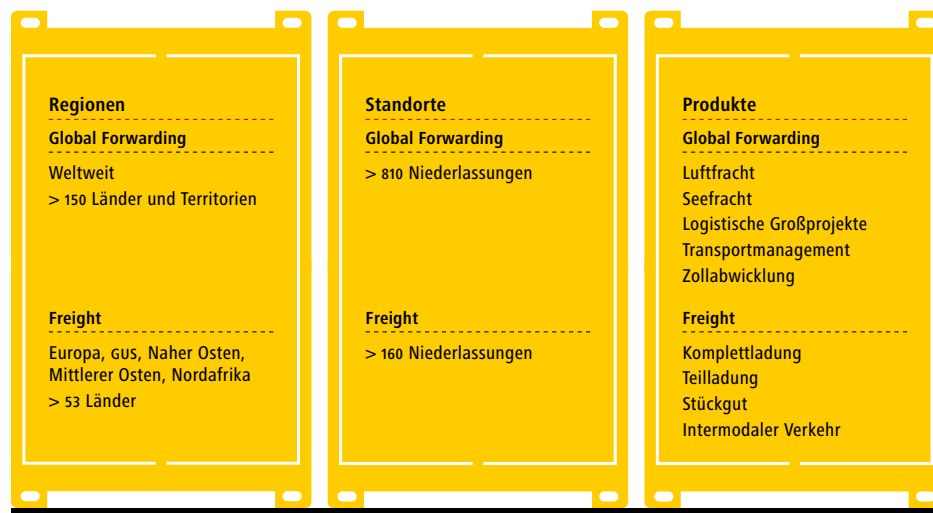 Regionen
Global Forwarding
Weltweit
> 150 Länder und Territorien
Freight
Europa, GUS, Naher Osten,
Mittlerer Osten, Nordafrika
> 53 Länder
Standorte
Global Forwarding
> 810 Niederlassungen
Freight
> 160 Niederlassungen
Produkte
Global Forwarding
Luftfracht
Seefracht
Logistische Großprojekte
Transportmanagement
Zollabwicklung
Freight
Komplettladung
Teilladung
Stückgut
Intermodaler Verkehr